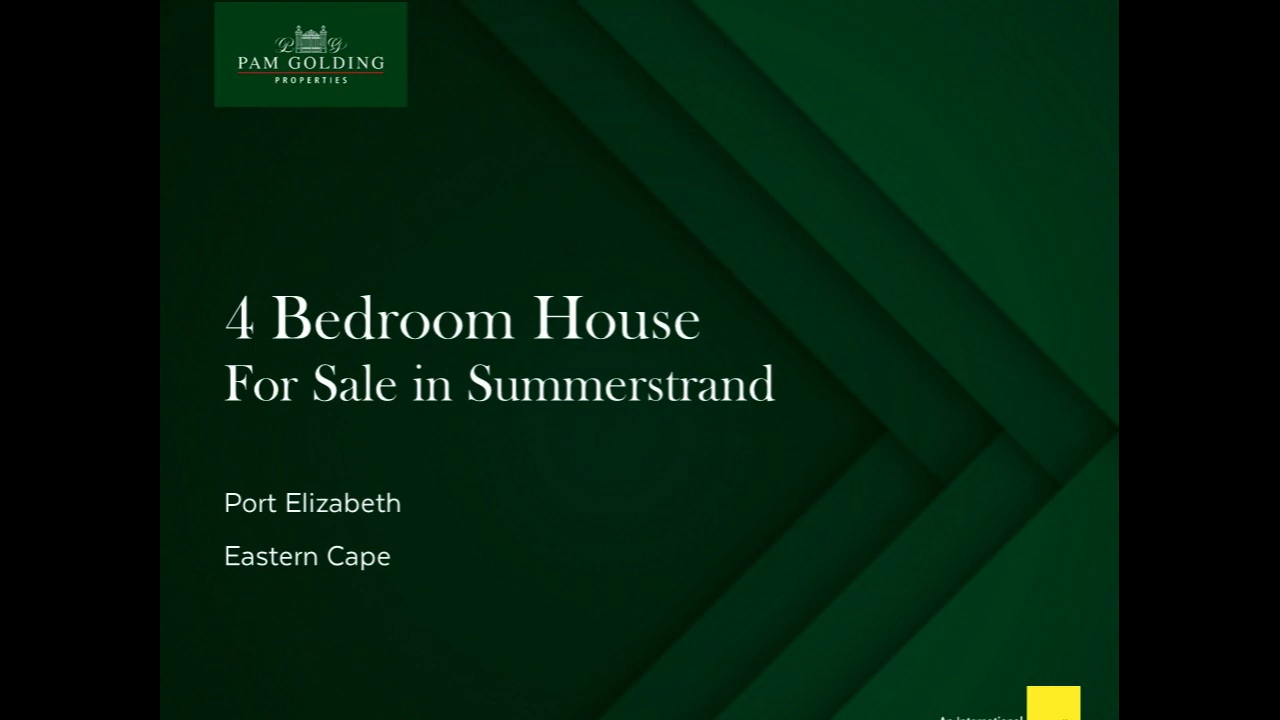 PAM GOLDING
PROPERTIES
4 Bedroom House
For Sale in Summerstrand
Port Elizabeth
Eastern Cape